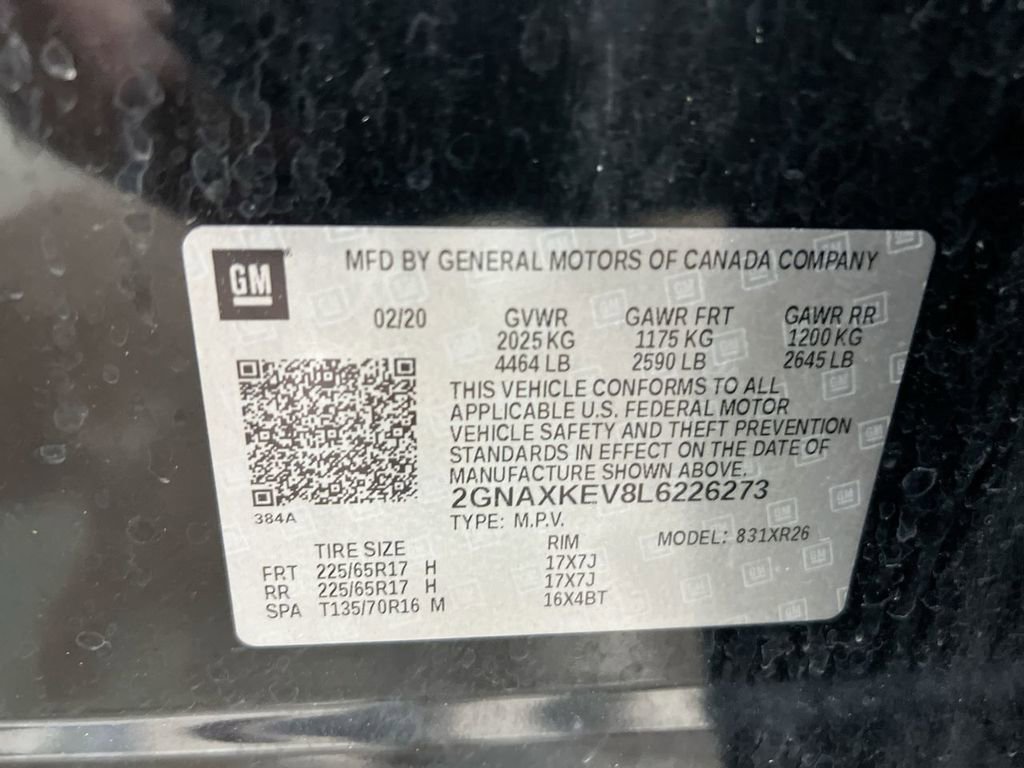 GM
MFD BY GENERAL MOTORS OF CANADA COMPANY
02/20 GVWR GAWR FRT GAWR RR
2025 KG 1175 KG 1200 KG
4464 LB 2590 LB 2645 LB
THIS VEHICLE CONFORMS TO ALL
APPLICABLE U.S. FEDERAL MOTOR
VEHICLE SAFETY AND THEFT PREVENTION
STANDARDS IN EFFECT ON THE DATE OF
MANUFACTURE SHOWN ABOVE.
2GNAXKEV8L6226273
384A
TYPE: M.P.V. MODEL: 831XR26
TIRE SIZE RIM
FRT 225/65R17 H 17X7J
RR 225/65R17 H 17X7J
SPA T135/70R16 M 16X4BT